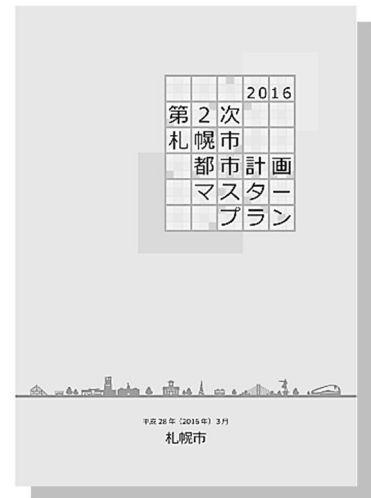 2016
第2次
札幌市
都市計画
マスター
プラン
平成28年（2016年）3月
札幌市